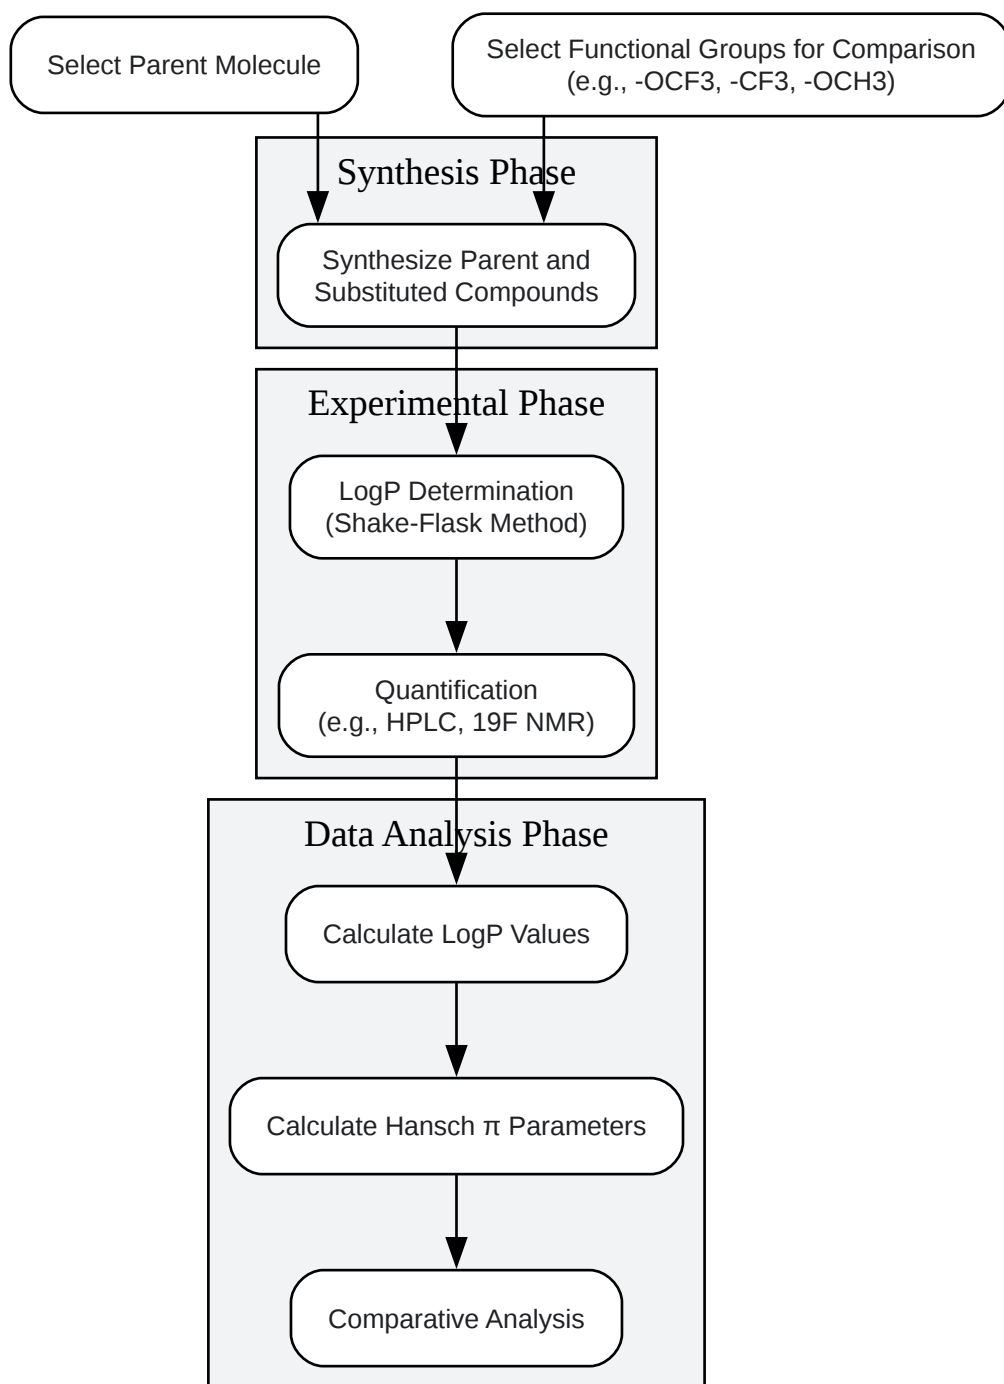 Select Parent Molecule
Select Functional Groups for Comparison
(e.g., -OCF3, -CF3, -OCH3)
Synthesis Phase
Synthesize Parent and
Substituted Compounds
Experimental Phase
LogP Determination
(Shake-Flask Method)
Quantification
(e.g., HPLC, 19F NMR)
Data Analysis Phase
Calculate LogP Values
Calculate Hansch π Parameters
Comparative Analysis